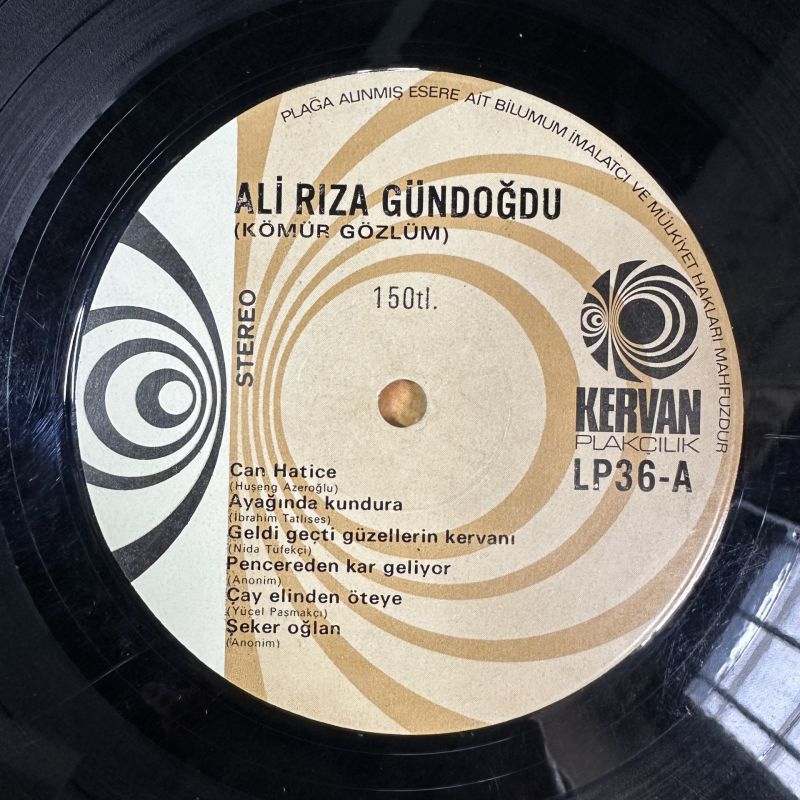 PLAĞA ALINMIŞ ESERE AİT BİLUMUM İMALATÇI VE MÜLKİYET HAKLARI MAHFUZDUR
ALİ RIZA GÜNDOĞDU
(KÖMÜR GÖZLÜM)
STEREO
150tl.
KERVAN
PLAKÇILIK
LP36-A
Can Hatice
(Huşeng Azeroğlu)
Ayağında kundura
(İbrahim Tatlıses)
Geldi geçti güzellerin kervanı
(Nida Tüfekçi)
Pencereden kar geliyor
(Anonim)
Çay elinden öteye
(Yücel Paşmakçı)
Şeker oğlan
(Anonim)